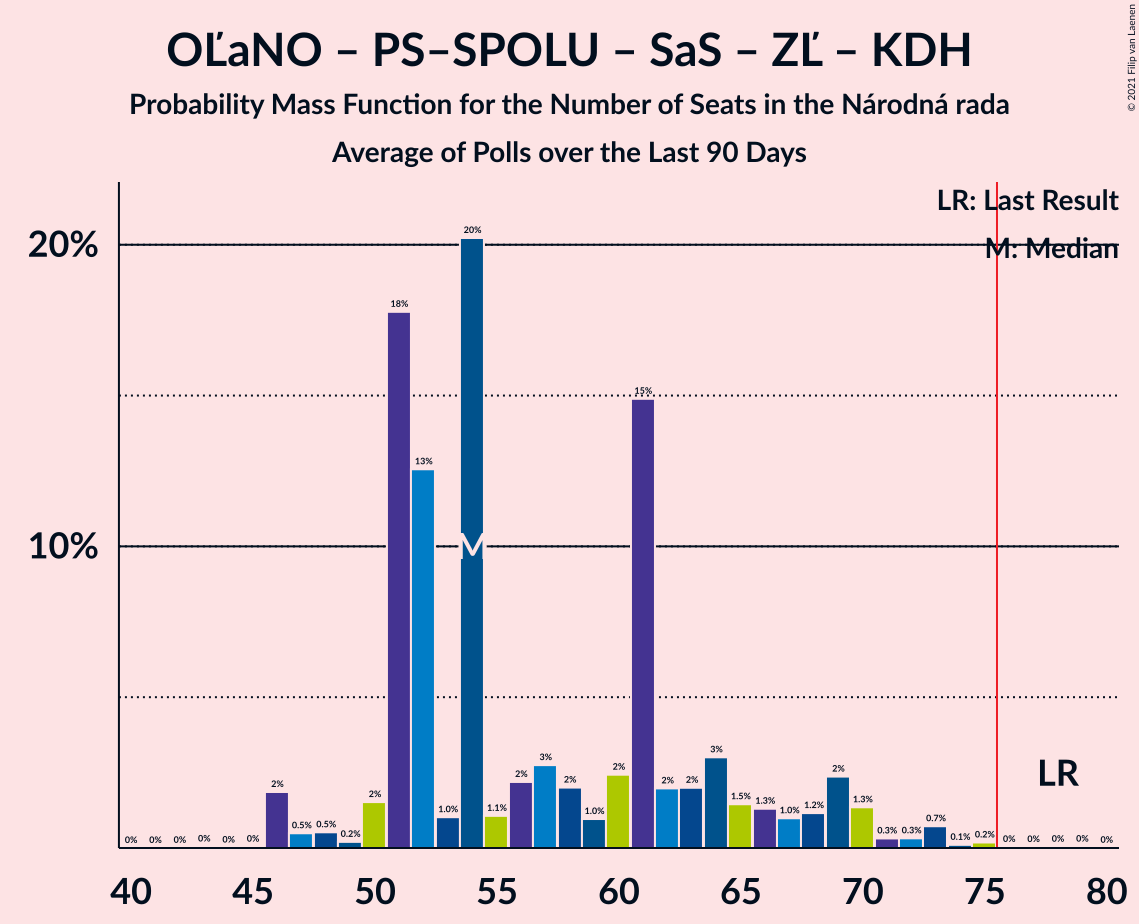 OĽaNO – PS–SPOLU – SaS – ZĽ – KDH
Probability Mass Function for the Number of Seats in the Národná rada
Average of Polls over the Last 90 Days
© 2021 Filip van Laenen
LR: Last Result
M: Median
20%
10%
0% 0% 0% 0% 0% 0% 2% 0.5% 0.5% 0.2% 2% 18% 13% 1.0% 20% 1.1% 2% 3% 2% 1.0% 2% 15% 2% 2% 3% 1.5% 1.3% 1.0% 1.2% 2% 1.3% 0.3% 0.3% 0.7% 0.1% 0.2% 0% 0% 0% 0% 0%
M
LR
40 45 50 55 60 65 70 75 80